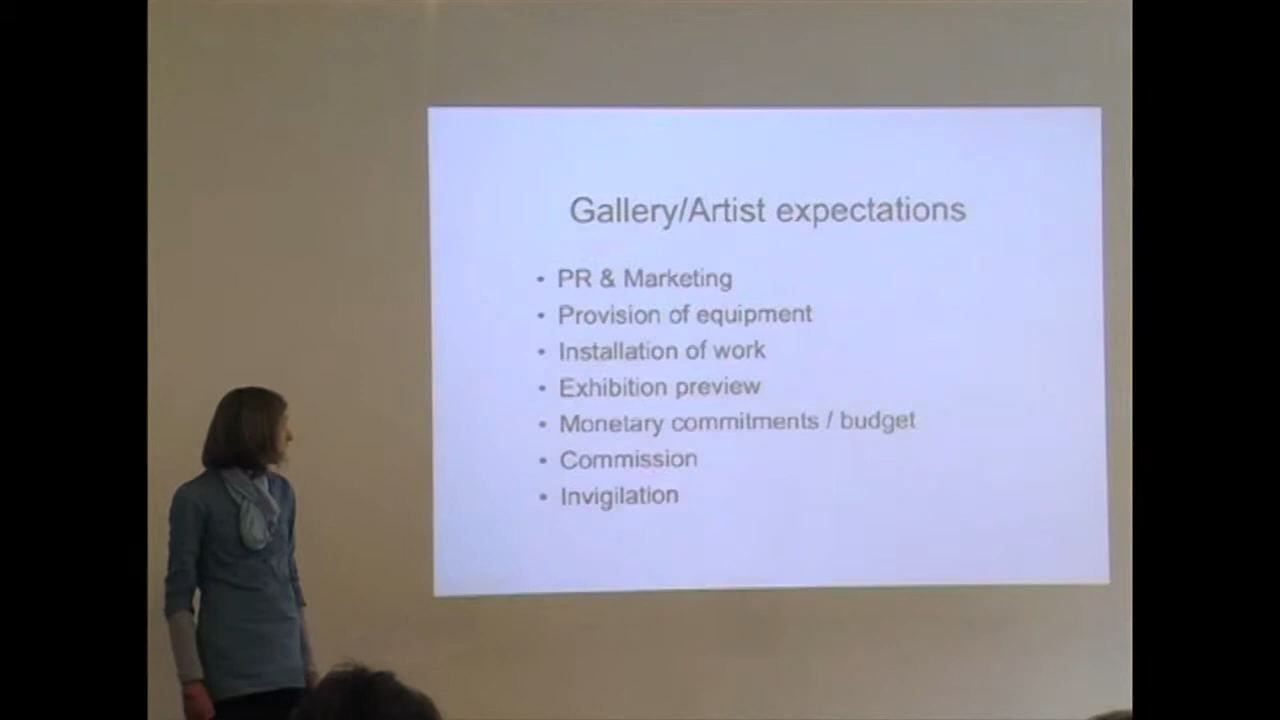 Gallery/Artist expectations
• PR & Marketing
• Provision of equipment
• Installation of work
• Exhibition preview
• Monetary commitments / budget
• Commission
• Invigilation